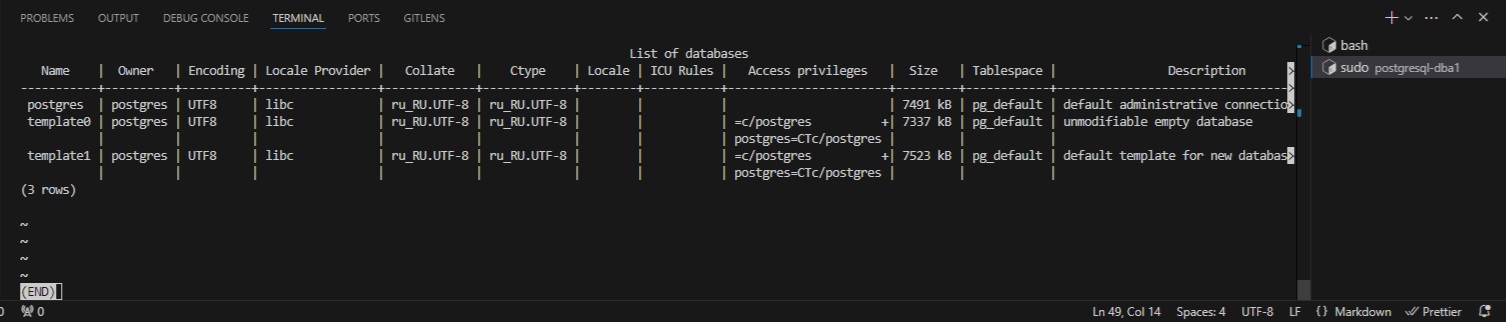 PROBLEMS OUTPUT DEBUG CONSOLE TERMINAL PORTS GITLENS
List of databases
Name | Owner | Encoding | Locale Provider | Collate | Ctype | Locale | ICU Rules | Access privileges | Size | Tablespace | Description >
-----------+----------+----------+-----------------+-------------+-------------+--------+-----------+-----------------------+---------+------------+-------------------------------->
postgres | postgres | UTF8 | libc | ru_RU.UTF-8 | ru_RU.UTF-8 | | | | 7491 kB | pg_default | default administrative connectio>
template0 | postgres | UTF8 | libc | ru_RU.UTF-8 | ru_RU.UTF-8 | | | =c/postgres +| 7337 kB | pg_default | unmodifiable empty database
| | | | | | | | postgres=CTc/postgres | | |
template1 | postgres | UTF8 | libc | ru_RU.UTF-8 | ru_RU.UTF-8 | | | =c/postgres +| 7523 kB | pg_default | default template for new databas>
| | | | | | | | postgres=CTc/postgres | | |
(3 rows)
~
~
~
~
(END)
bash
sudo postgresql-dba1
0 0 Ln 49, Col 14 Spaces: 4 UTF-8 LF {} Markdown Prettier